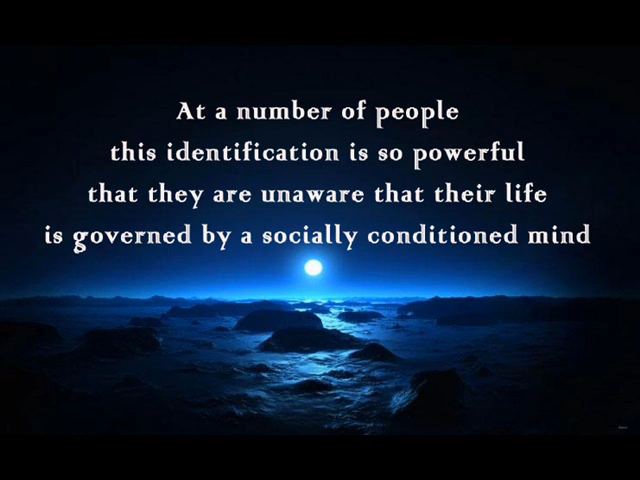 At a number of people
this identification is so powerful
that they are unaware that their life
is governed by a socially conditioned mind